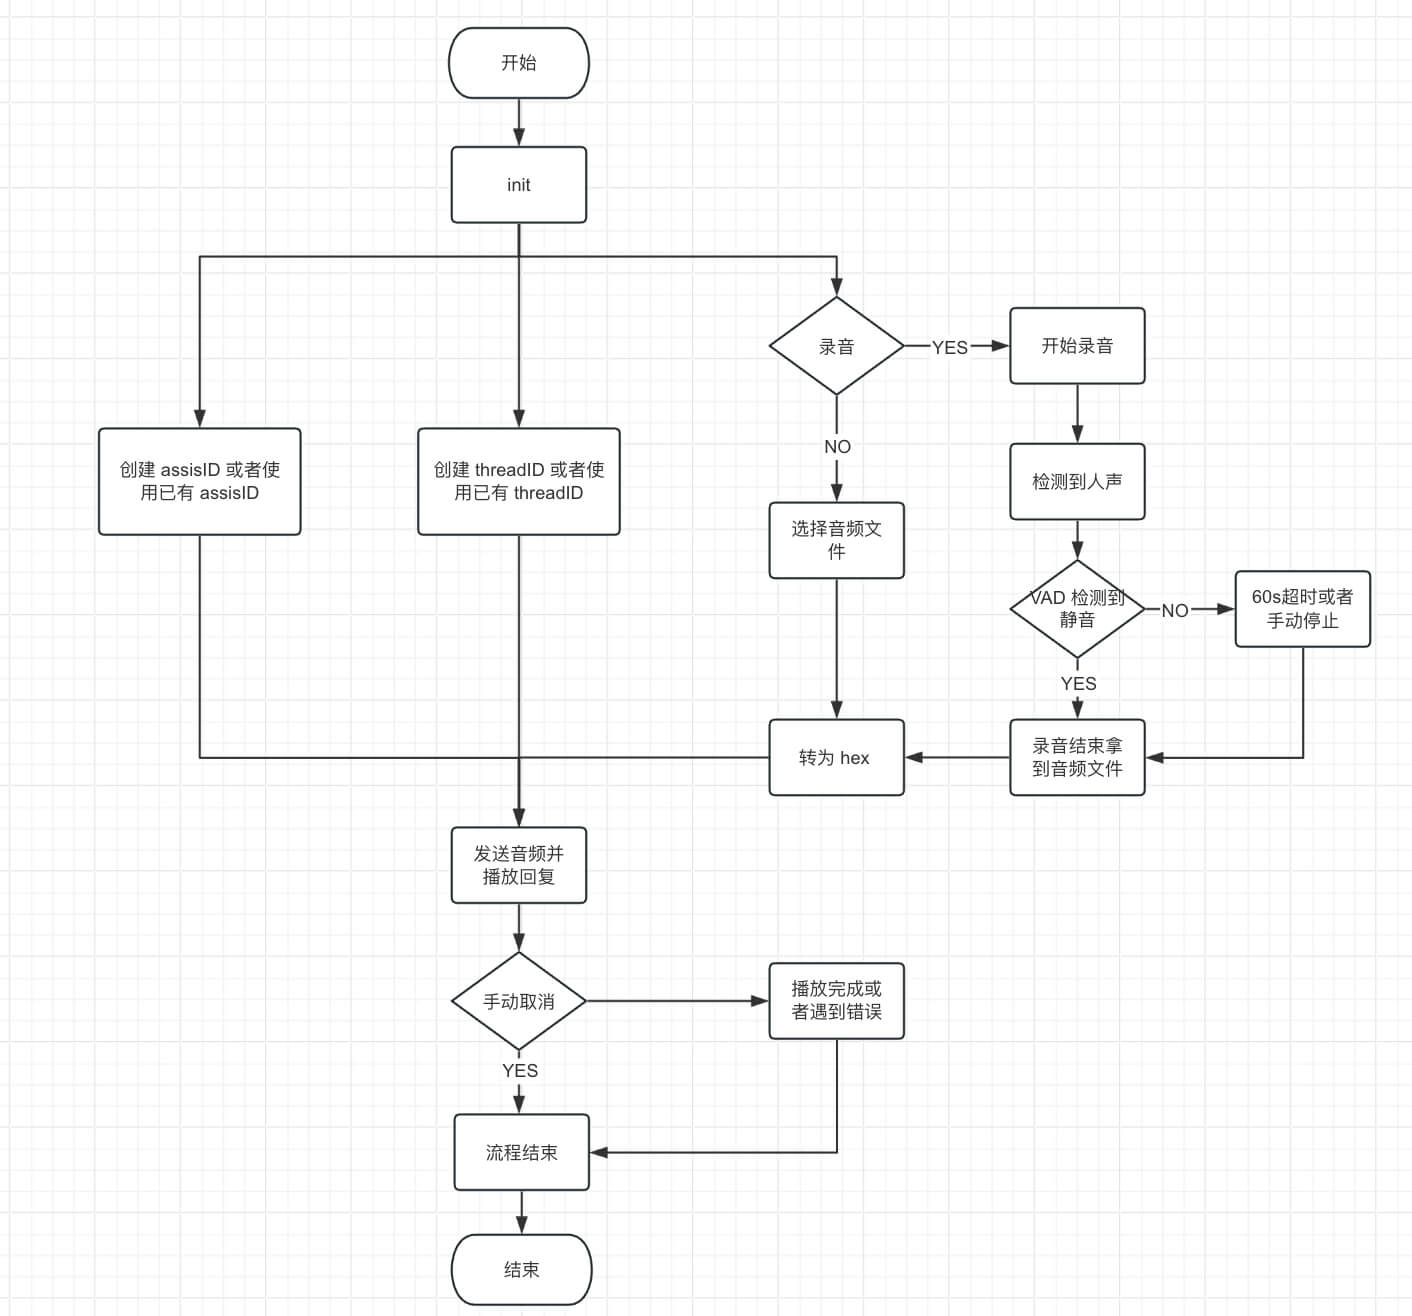 开始
init
录音
YES
开始录音
NO
创建 assisID 或者使
用已有 assisID
创建 threadID 或者使
用已有 threadID
检测到人声
选择音频文
件
VAD 检测到
静音
NO
60s超时或者
手动停止
YES
转为 hex
录音结束拿
到音频文件
发送音频并
播放回复
手动取消
播放完成或
者遇到错误
YES
流程结束
结束